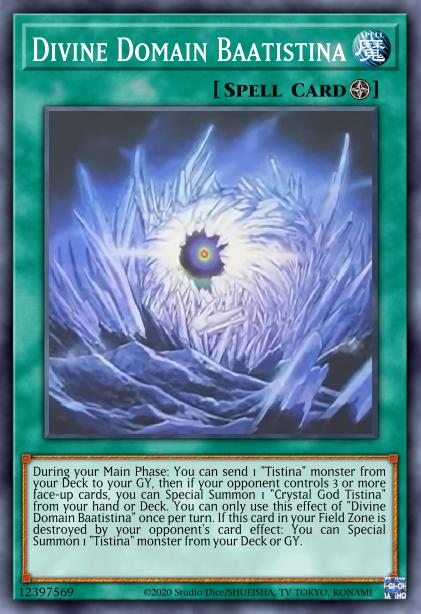 Divine Domain Baatistina
SPELL
魔
[Spell Card]
During your Main Phase: You can send 1 "Tistina" monster from
your Deck to your GY, then if your opponent controls 3 or more
face-up cards, you can Special Summon 1 "Crystal God Tistina"
from your hand or Deck. You can only use this effect of "Divine
Domain Baatistina" once per turn. If this card in your Field Zone is
destroyed by your opponent's card effect: You can Special
Summon 1 "Tistina" monster from your Deck or GY.
12397569
©2020 Studio Dice/SHUEISHA, TV TOKYO, KONAMI